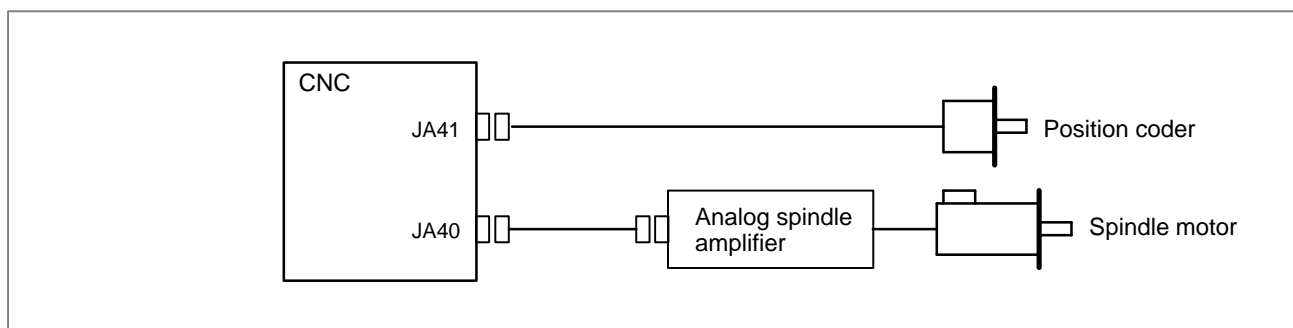 CNC
JA41
Position coder
JA40
Analog spindle
amplifier
Spindle motor